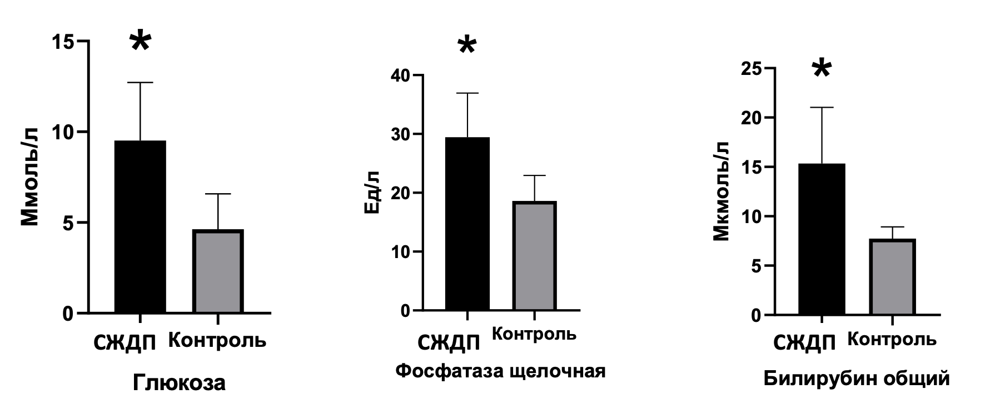 *
15
10
5
0
Ммоль/л
СЖДП Контроль
Глюкоза
*
40
30
20
10
0
Ед/л
СЖДП Контроль
Фосфатаза щелочная
*
25
20
15
10
5
0
Мкмоль/л
СЖДП Контроль
Билирубин общий